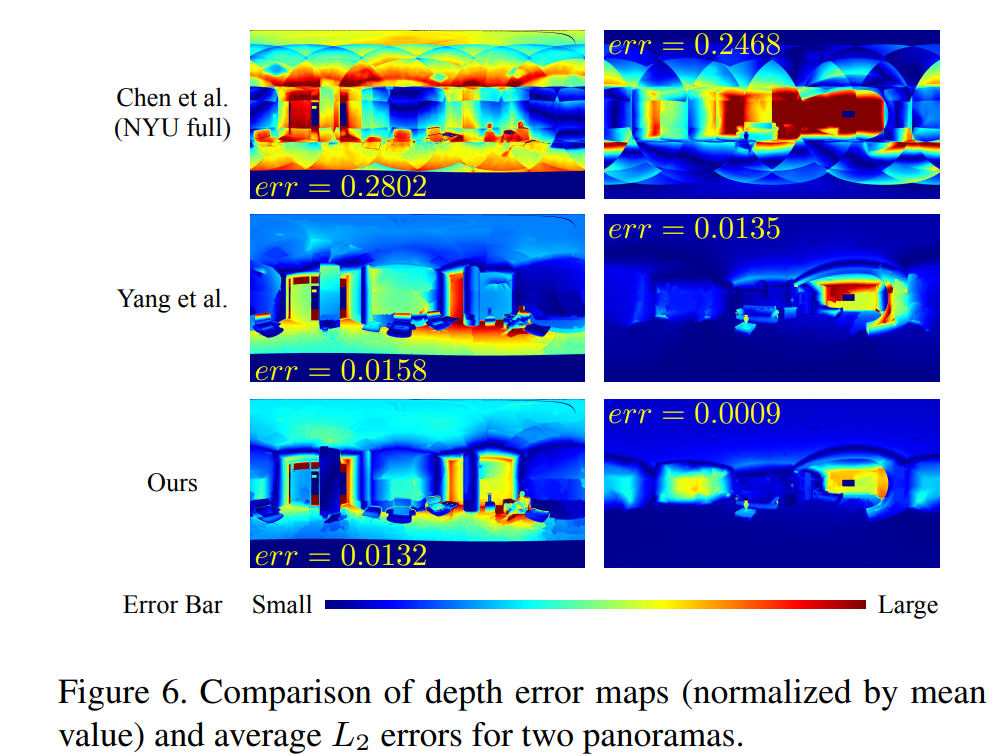 Chen et al.
(NYU full)
err = 0.2802
err = 0.2468
Yang et al.
err = 0.0158
err = 0.0135
Ours
err = 0.0132
err = 0.0009
Error Bar Small Large
Figure 6. Comparison of depth error maps (normalized by mean
value) and average L₂ errors for two panoramas.